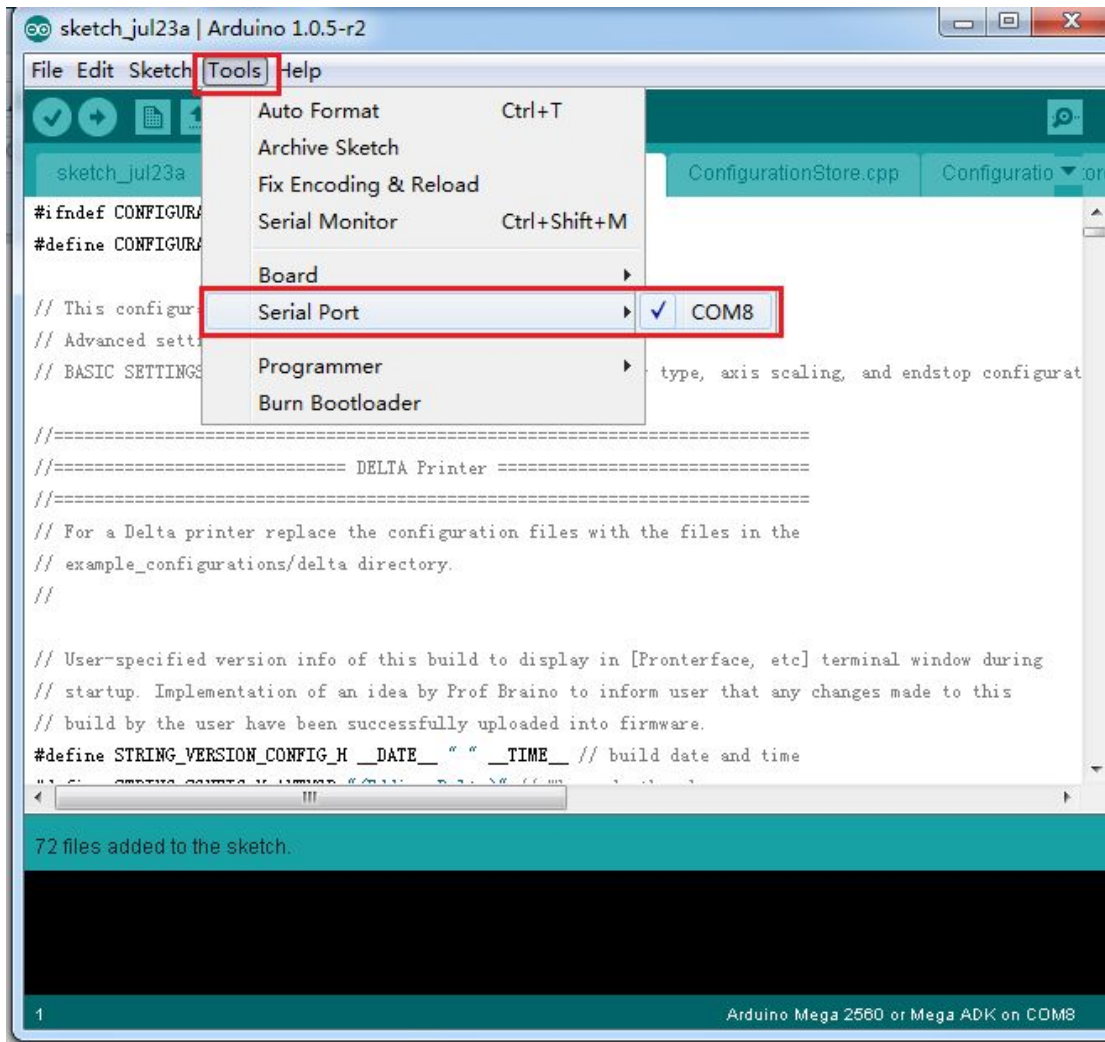 sketch_jul23a | Arduino 1.0.5-r2
File Edit Sketch Tools Help
Auto Format Ctrl+T
Archive Sketch
Fix Encoding & Reload
Serial Monitor Ctrl+Shift+M
Board
Serial Port COM8
Programmer
Burn Bootloader
sketch_jul23a ConfigurationStore.cpp Configuratio
#ifndef CONFIGURA
#define CONFIGURA
// This configur
// Advanced sett
// BASIC SETTINGS type, axis scaling, and endstop configurat
//===========================================================================
//============================= DELTA Printer ===============================
//===========================================================================
// For a Delta printer replace the configuration files with the files in the
// example_configurations/delta directory.
//
// User-specified version info of this build to display in [Pronterface, etc] terminal window during
// startup. Implementation of an idea by Prof Braino to inform user that any changes made to this
// build by the user have been successfully uploaded into firmware.
#define STRING_VERSION_CONFIG_H __DATE__ " " __TIME__ // build date and time
72 files added to the sketch.
1 Arduino Mega 2560 or Mega ADK on COM8